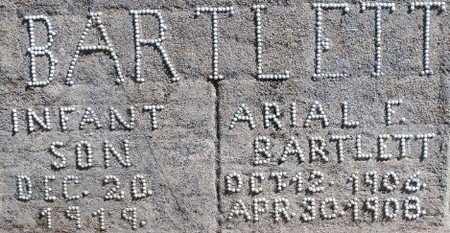 BARTLETT
INFANT
SON
DEC. 20.
1919.
ARIAL F.
BARTLETT
OCT 12 1906.
APR. 30. 1908.